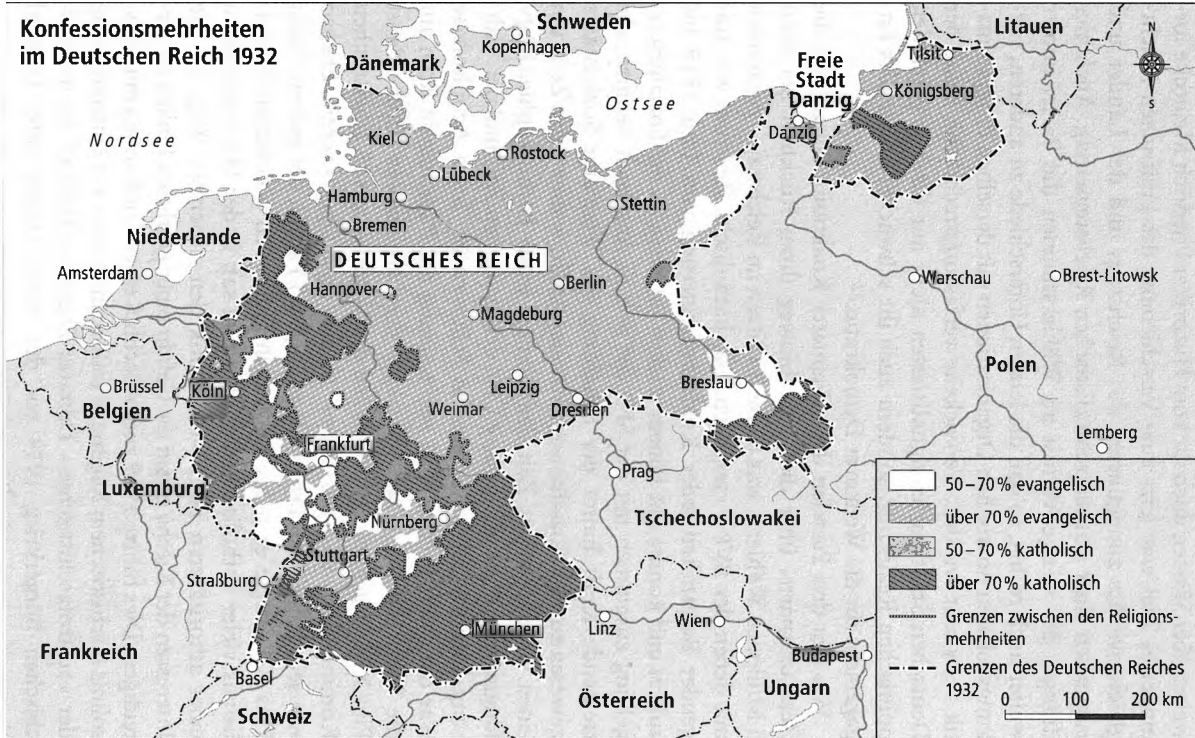 Konfessionsmehrheiten
im Deutschen Reich 1932
Schweden
Kopenhagen
Dänemark
Litauen
Tilsit
N
S
Freie
Stadt
Danzig
Königsberg
Ostsee
Danzig
Nordsee
Kiel
Rostock
Lübeck
Hamburg
Stettin
Bremen
Niederlande
DEUTSCHES REICH
Amsterdam
Hannover
Berlin
Warschau
Brest-Litowsk
Magdeburg
Polen
Brüssel
Köln
Leipzig
Breslau
Belgien
Weimar
Dresden
Frankfurt
Lemberg
Prag
Luxemburg
Nürnberg
Tschechoslowakei
Stuttgart
Straßburg
München
Linz
Wien
Frankreich
Budapest
Basel
Österreich
Ungarn
Schweiz
50–70% evangelisch
über 70% evangelisch
50–70% katholisch
über 70% katholisch
Grenzen zwischen den Religions-
mehrheiten
Grenzen des Deutschen Reiches
1932
0 100 200 km